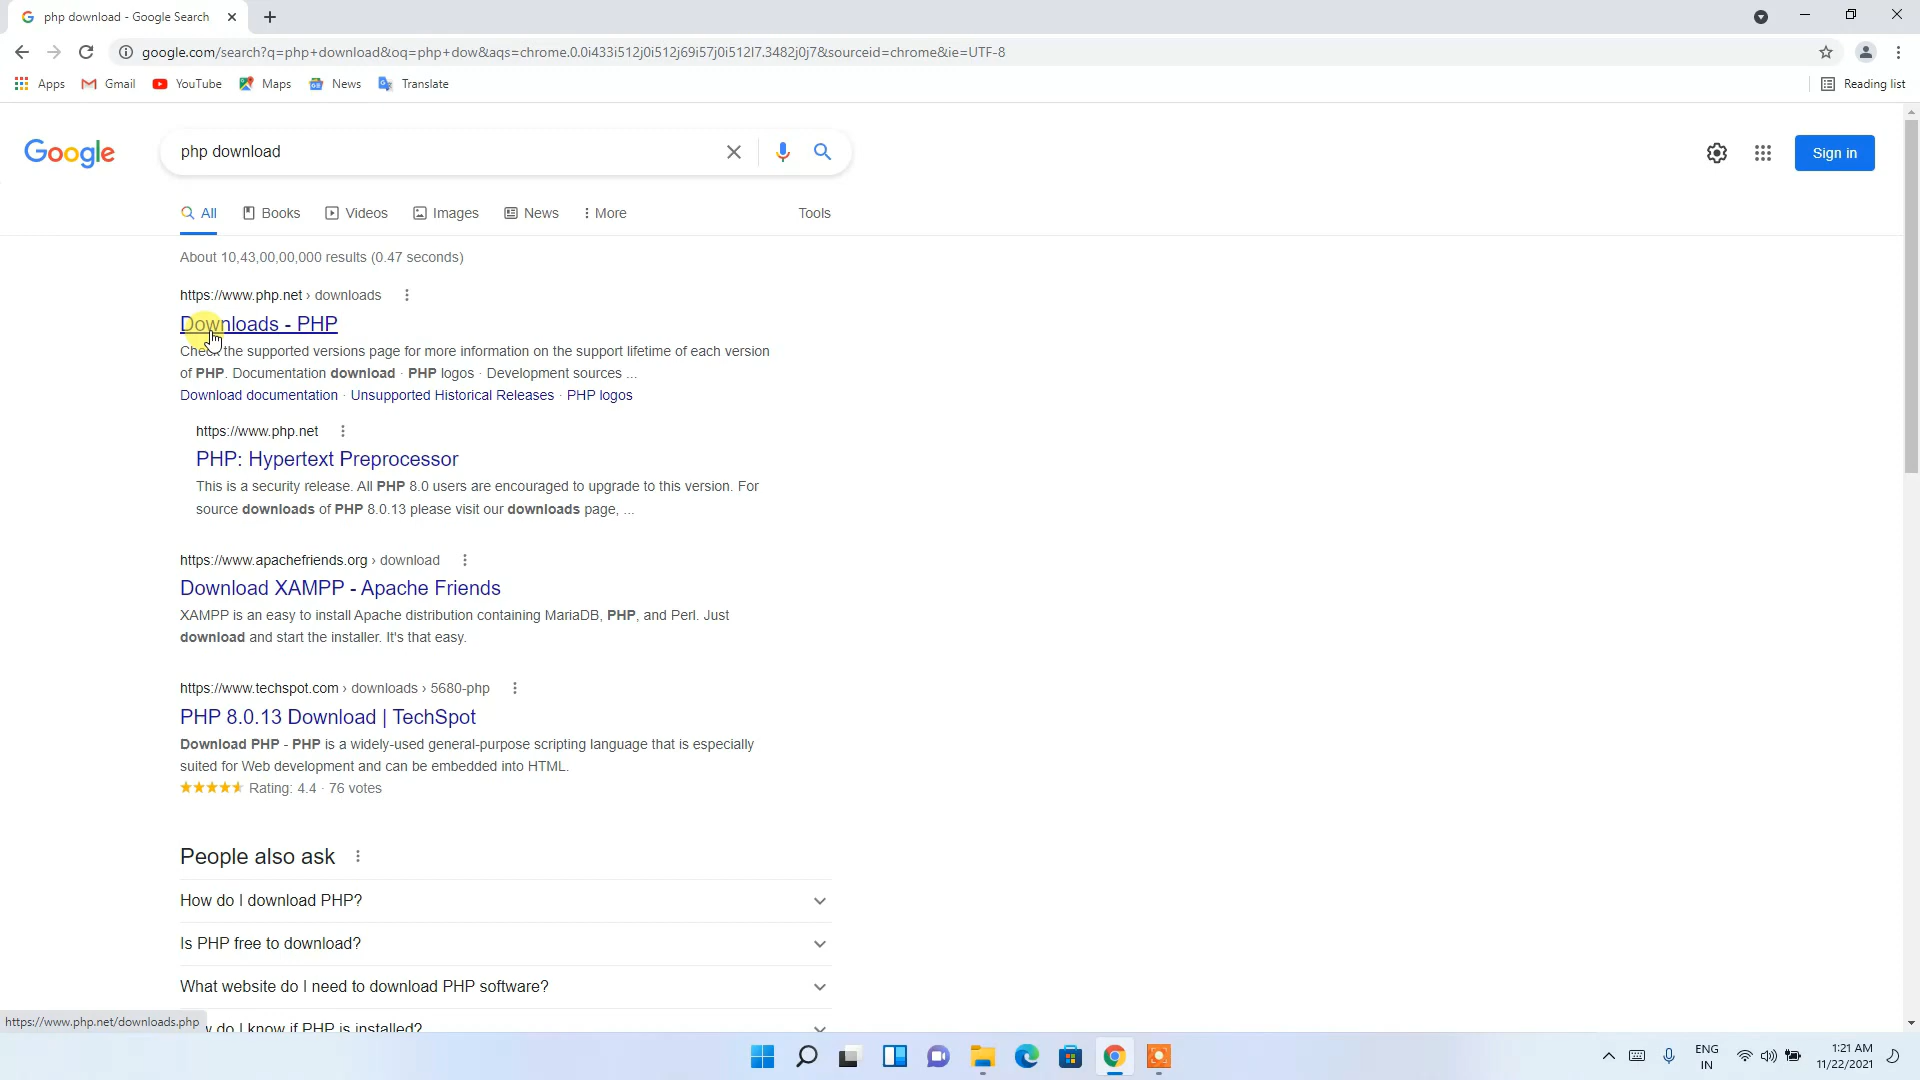 php download - Google Search
google.com/search?q=php+download&oq=php+dow&aqs=chrome.0.0i433i512j0i512j69i57j0i512l7.3482j0j7&sourceid=chrome&ie=UTF-8
Apps Gmail YouTube Maps News Translate Reading list
Google php download Sign in
All Books Videos Images News More Tools
About 10,43,00,00,000 results (0.47 seconds)
https://www.php.net › downloads
Downloads - PHP
Check the supported versions page for more information on the support lifetime of each version
of PHP. Documentation download · PHP logos · Development sources ...
Download documentation · Unsupported Historical Releases · PHP logos
https://www.php.net
PHP: Hypertext Preprocessor
This is a security release. All PHP 8.0 users are encouraged to upgrade to this version. For
source downloads of PHP 8.0.13 please visit our downloads page, ...
https://www.apachefriends.org › download
Download XAMPP - Apache Friends
XAMPP is an easy to install Apache distribution containing MariaDB, PHP, and Perl. Just
download and start the installer. It's that easy.
https://www.techspot.com › downloads › 5680-php
PHP 8.0.13 Download | TechSpot
Download PHP - PHP is a widely-used general-purpose scripting language that is especially
suited for Web development and can be embedded into HTML.
Rating: 4.4 · 76 votes
People also ask
How do I download PHP?
Is PHP free to download?
What website do I need to download PHP software?
do I know if PHP is installed?
https://www.php.net/downloads.php
ENG
IN
1:21 AM
11/22/2021